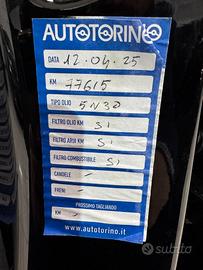 AUTOTORINO
DATA 12.04.25
KM 77615
TIPO OLIO 5W30
FILTRO OLIO KM SI
FILTRO ARIA KM SI
FILTRO COMBUSTIBILE SI
CANDELE -
FRENI -
PROSSIMO TAGLIANDO
KM -
www.autotorino.it
subito